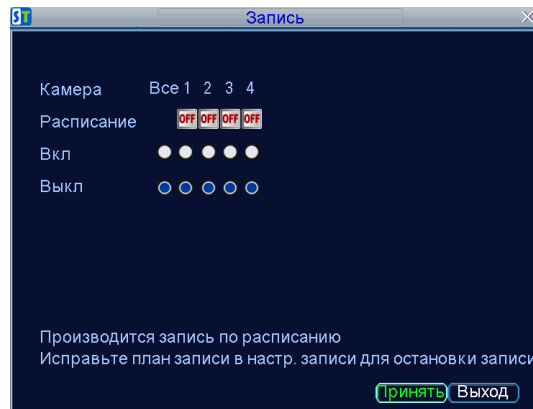 ST Запись
Камера Все 1 2 3 4
Расписание OFF OFF OFF OFF
Вкл
Выкл
Производится запись по расписанию
Исправьте план записи в настр. записи для остановки записи
Принять Выход